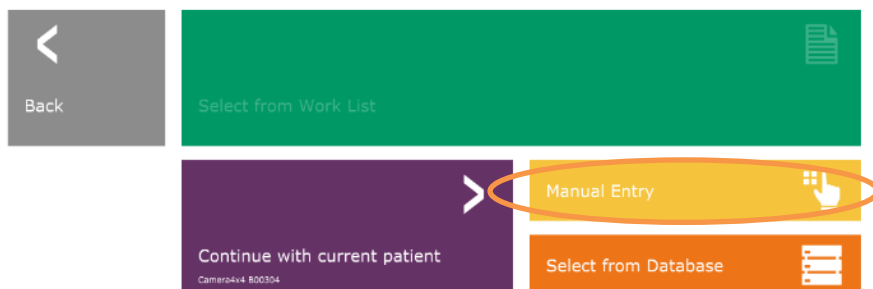 Back
Select from Work List
Manual Entry
Continue with current patient
Camera4x4 B00304
Select from Database